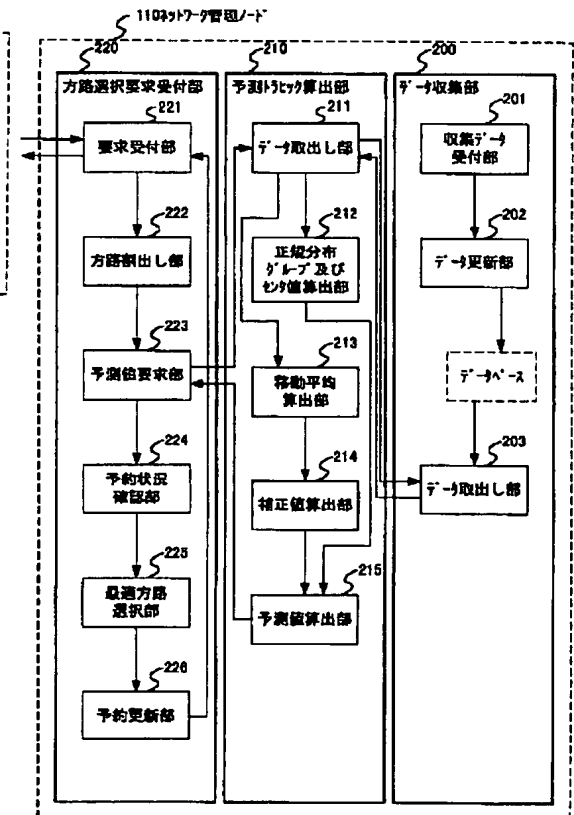 110ネットワーク管理ノード
220
方路選択要求受付部
221
要求受付部
222
方路割出し部
223
予測値要求部
224
予約状況
確認部
225
最適方路
選択部
226
予約更新部
210
予測トラヒック算出部
211
データ取出し部
212
正規分布
グループ及び
センタ値算出部
213
移動平均
算出部
214
補正値算出部
215
予測値算出部
200
データ収集部
201
収集データ
受付部
202
データ更新部
データベース
203
データ取出し部